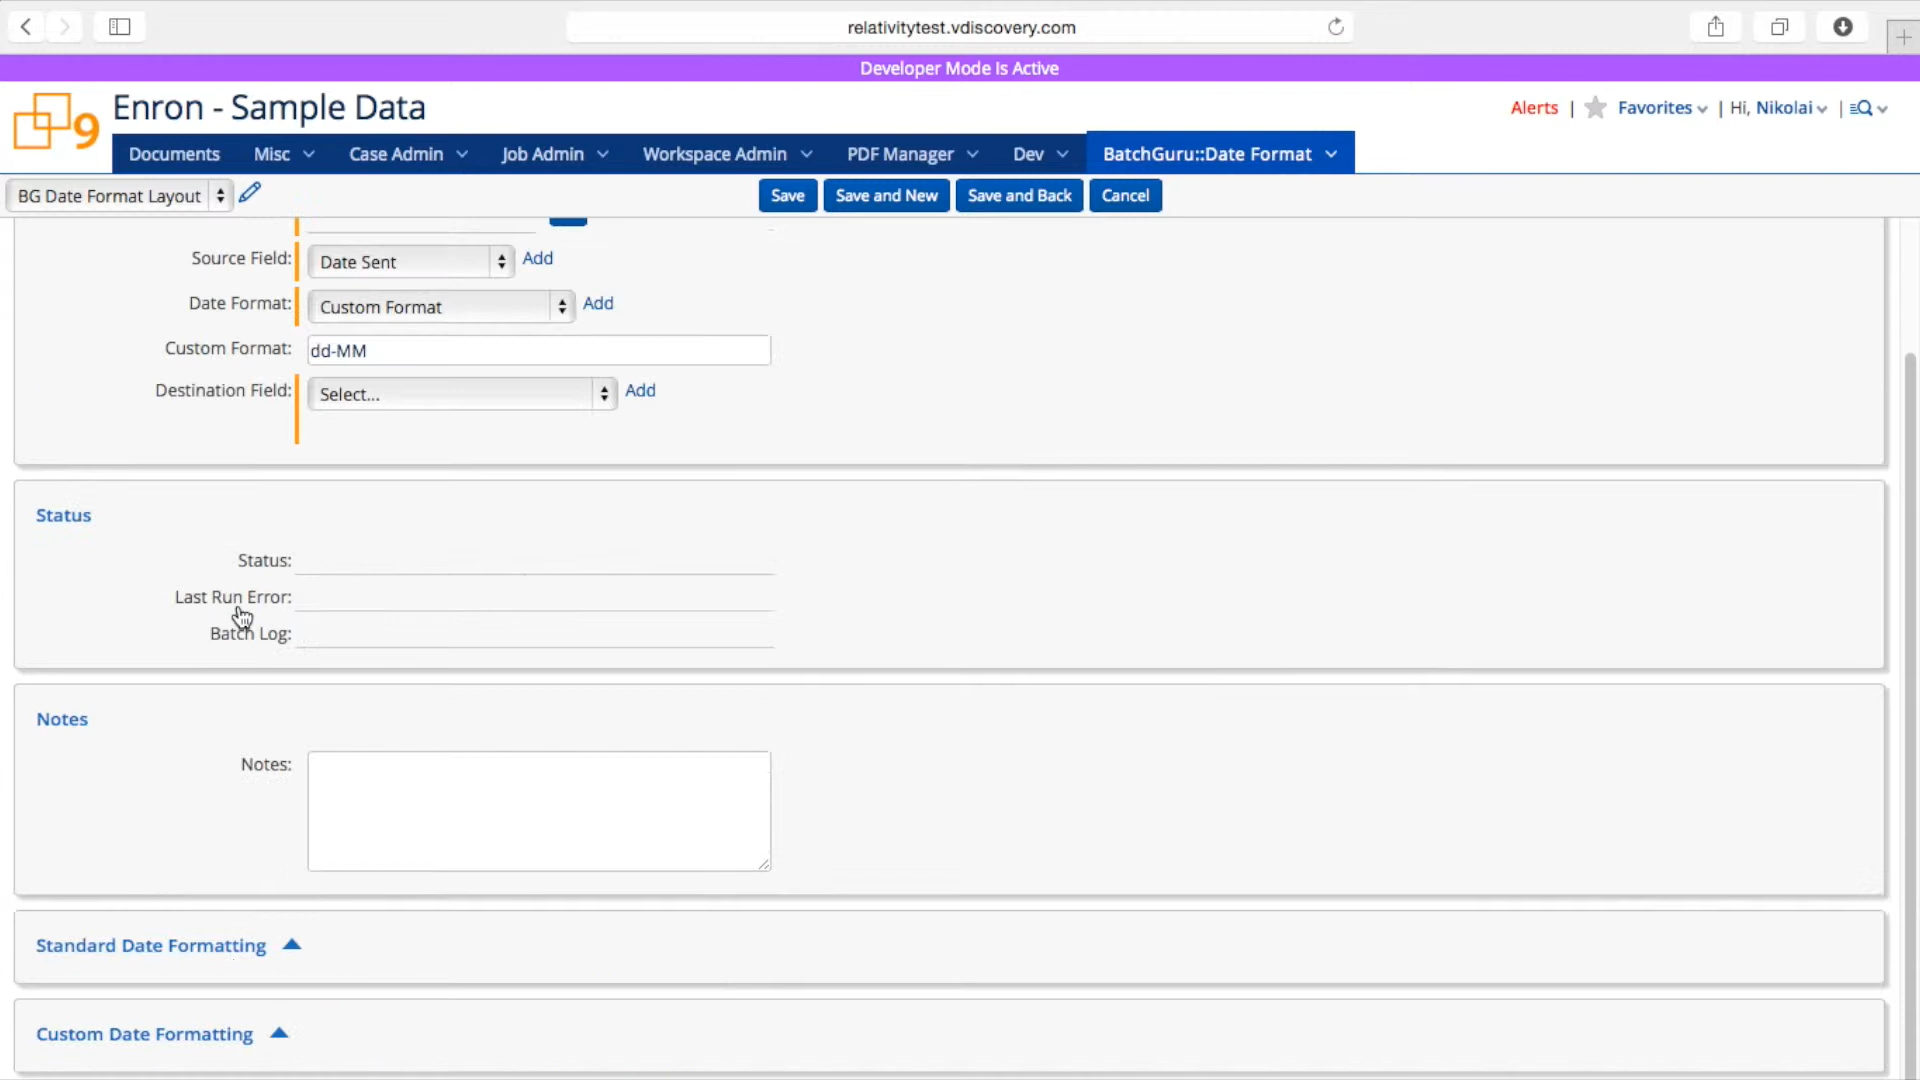 relativitytest.vdiscovery.com
Developer Mode Is Active
9 Enron - Sample Data
Alerts | Favorites | Hi, Nikolai |
Documents Misc Case Admin Job Admin Workspace Admin PDF Manager Dev BatchGuru::Date Format
BG Date Format Layout Save Save and New Save and Back Cancel
Source Field: Date Sent Add
Date Format: Custom Format Add
Custom Format: dd-MM
Destination Field: Select... Add
Status
Status:
Last Run Error:
Batch Log:
Notes
Notes:
Standard Date Formatting
Custom Date Formatting